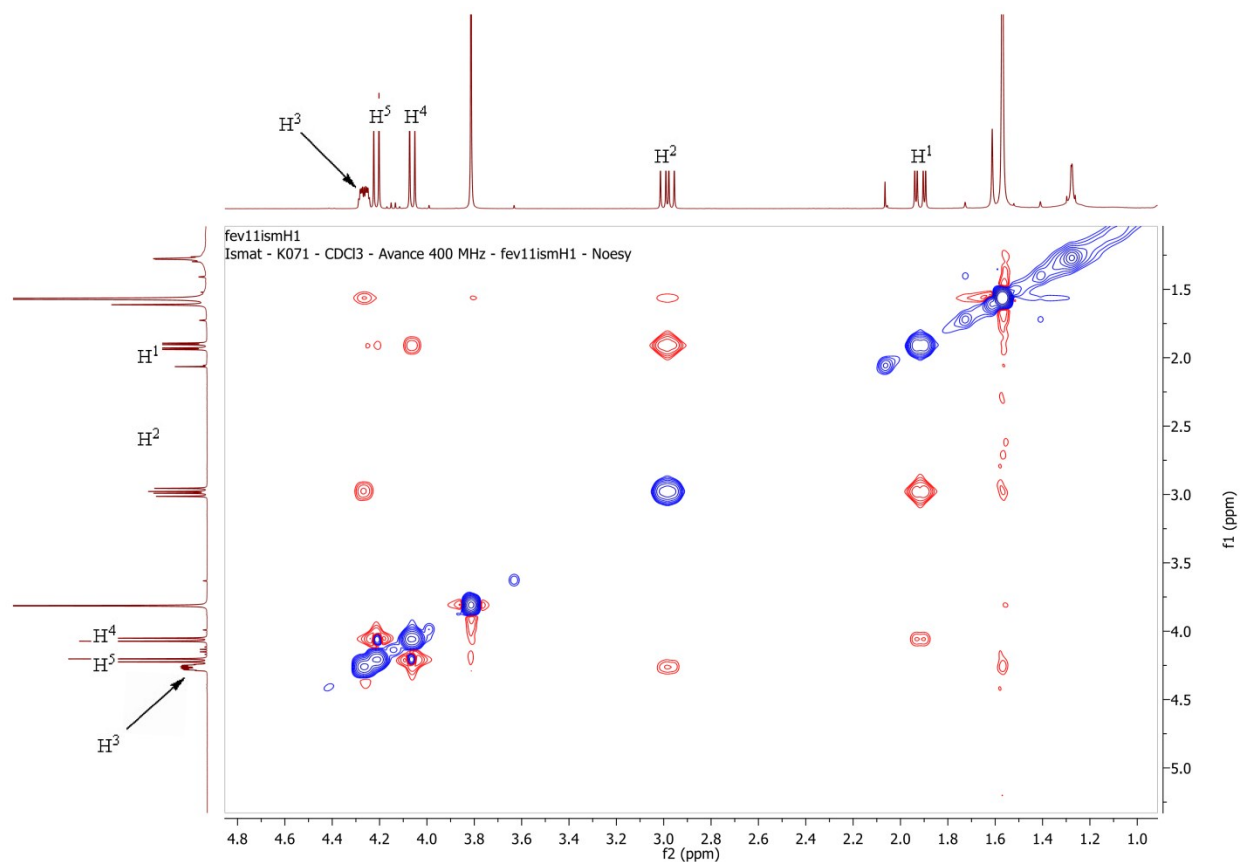 H³
H⁵
H⁴
H²
H¹
fev11ismH1
Ismat - K071 - CDCl3 - Avance 400 MHz - fev11ismH1 - Noesy
H¹
H²
H⁴
H⁵
H³
1.5
2.0
2.5
3.0
3.5
4.0
4.5
5.0
f1 (ppm)
4.8 4.6 4.4 4.2 4.0 3.8 3.6 3.4 3.2 3.0 2.8 2.6 2.4 2.2 2.0 1.8 1.6 1.4 1.2 1.0
f2 (ppm)